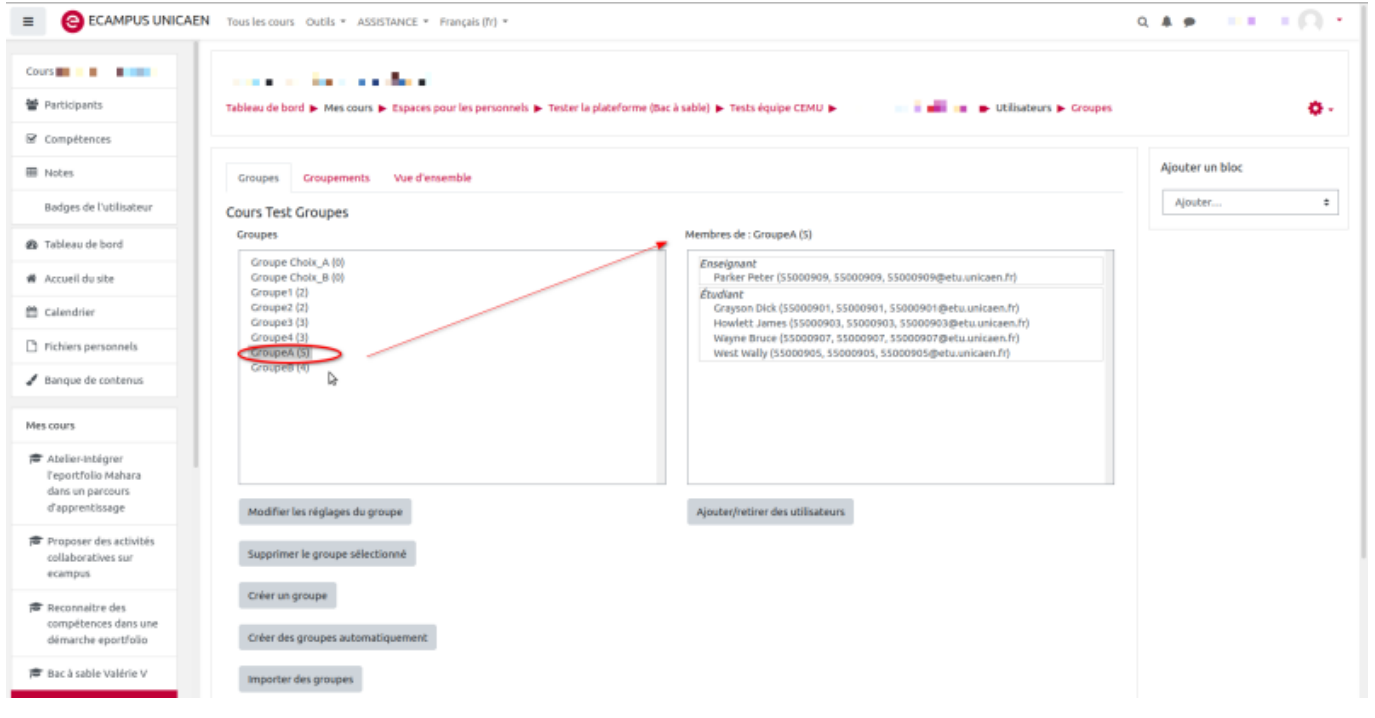 ECAMPUS UNICAEN Tous les cours Outils ASSISTANCE Français (fr)
Cours
Participants
Compétences
Notes
Badges de l'utilisateur
Tableau de bord
Accueil du site
Calendrier
Fichiers personnels
Banque de contenus
Mes cours
Atelier-Intégrer
l'eportfolio Mahara
dans un parcours
d'apprentissage
Proposer des activités
collaboratives sur
ecampus
Reconnaître des
compétences dans une
démarche eportfolio
Bac à sable Valérie V
Tableau de bord ▶ Mes cours ▶ Espaces pour les personnels ▶ Tester la plateforme (Bac à sable) ▶ Tests équipe CEMU ▶ ▶ Utilisateurs ▶ Groupes
Groupes Groupements Vue d'ensemble
Cours Test Groupes
Groupes
Groupe Choix_A (0)
Groupe Choix_B (0)
Groupe1 (2)
Groupe2 (2)
Groupe3 (3)
Groupe4 (3)
GroupeA (5)
GroupeB (4)
Modifier les réglages du groupe
Supprimer le groupe sélectionné
Créer un groupe
Créer des groupes automatiquement
Importer des groupes
Membres de : GroupeA (5)
Enseignant
Parker Peter (55000909, 55000909, 55000909@etu.unicaen.fr)
Étudiant
Grayson Dick (55000901, 55000901, 55000901@etu.unicaen.fr)
Howlett James (55000903, 55000903, 55000903@etu.unicaen.fr)
Wayne Bruce (55000907, 55000907, 55000907@etu.unicaen.fr)
West Wally (55000905, 55000905, 55000905@etu.unicaen.fr)
Ajouter/retirer des utilisateurs
Ajouter un bloc
Ajouter...